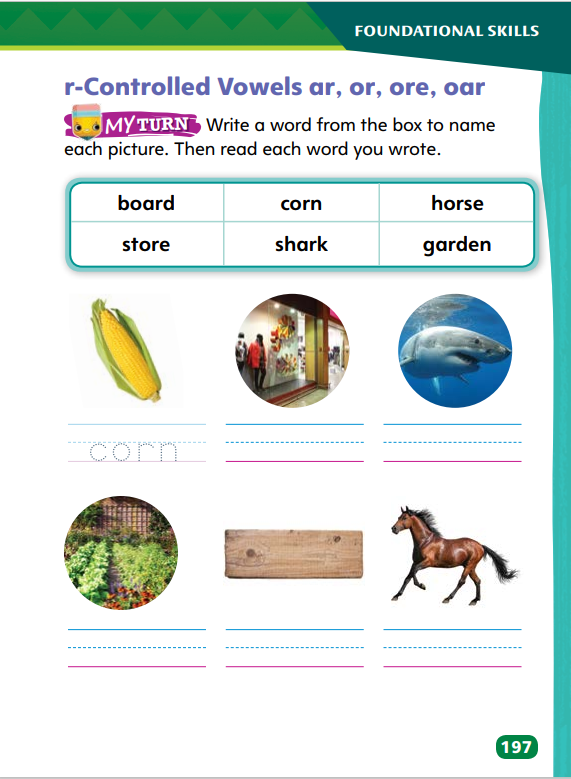 FOUNDATIONAL SKILLS
r-Controlled Vowels ar, or, ore, oar
MY TURN Write a word from the box to name
each picture. Then read each word you wrote.
board corn horse
store shark garden
corn
197